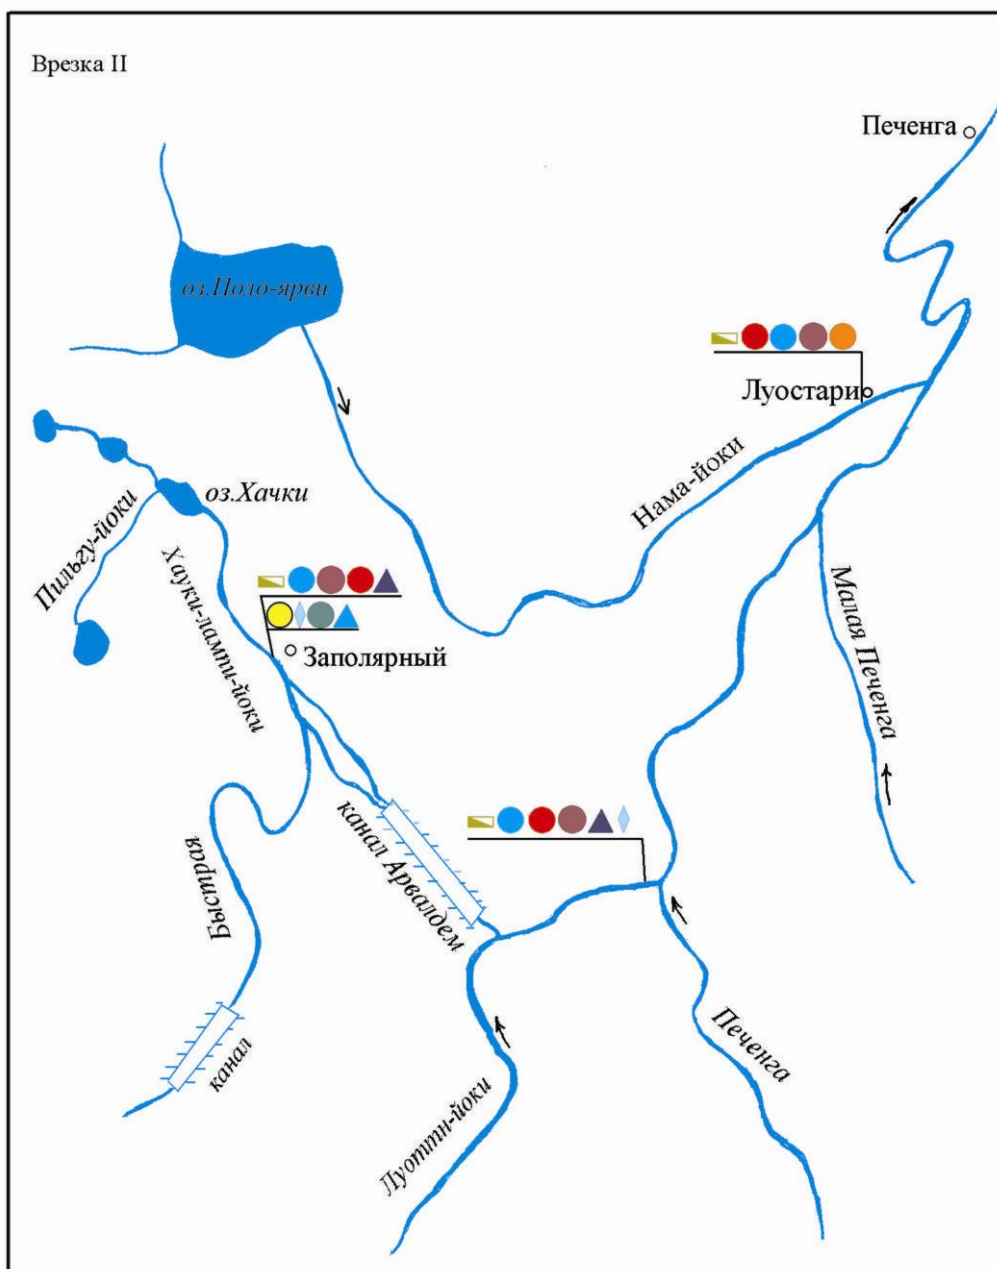 Врезка II
Печенга
оз.Поло-ярви
Луостари
оз.Хачки
Нама-йоки
Пильгу-йоки
Хауки-лампи-йоки
Малая Печенга
Заполярный
канал Арвалдем
Быстрая
канал
Печенга
Луоттн-йоки